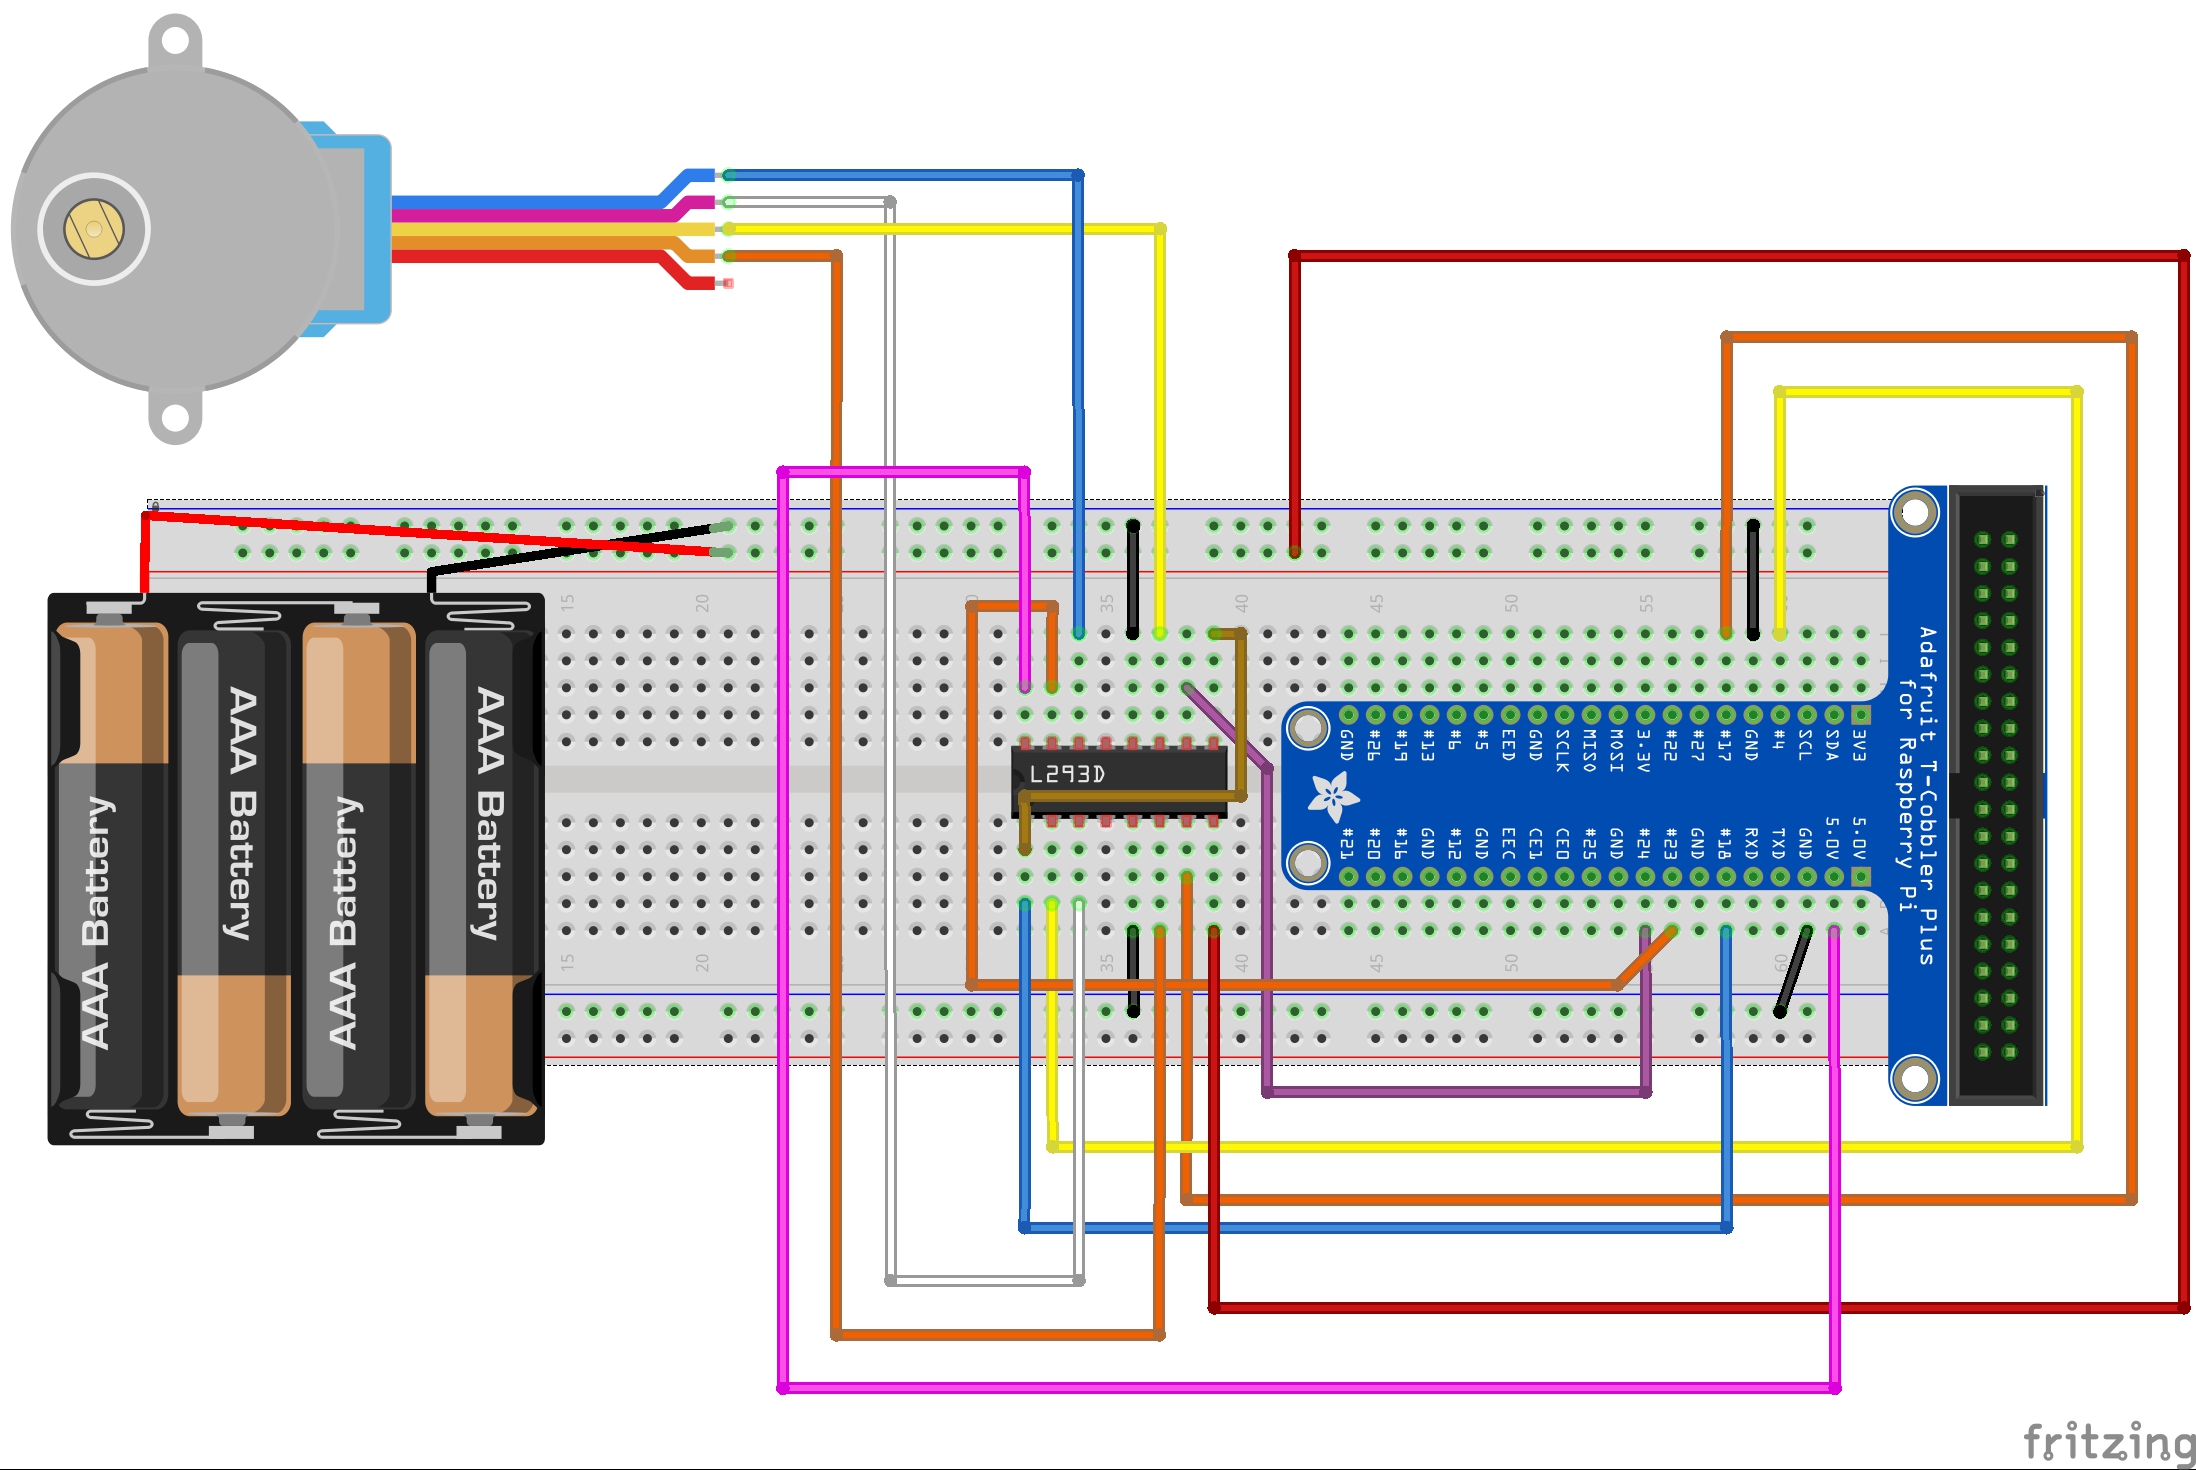 15
20
35
40
45
50
55
L293D
GND
#26
#19
#13
#6
#5
EED
GND
SCLK
MISO
MOSI
3.3V
#22
#27
#17
GND
#4
SCL
SDA
3V3
#21
#20
#16
GND
#12
GND
EEC
CE1
CE0
#25
GND
#24
#23
GND
#18
RXD
TXD
GND
5.0V
5.0V
Adafruit T-Cobbler Plus
for Raspberry Pi
AAA Battery
AAA Battery
AAA Battery
AAA Battery
15
20
35
40
45
50
60
fritzing